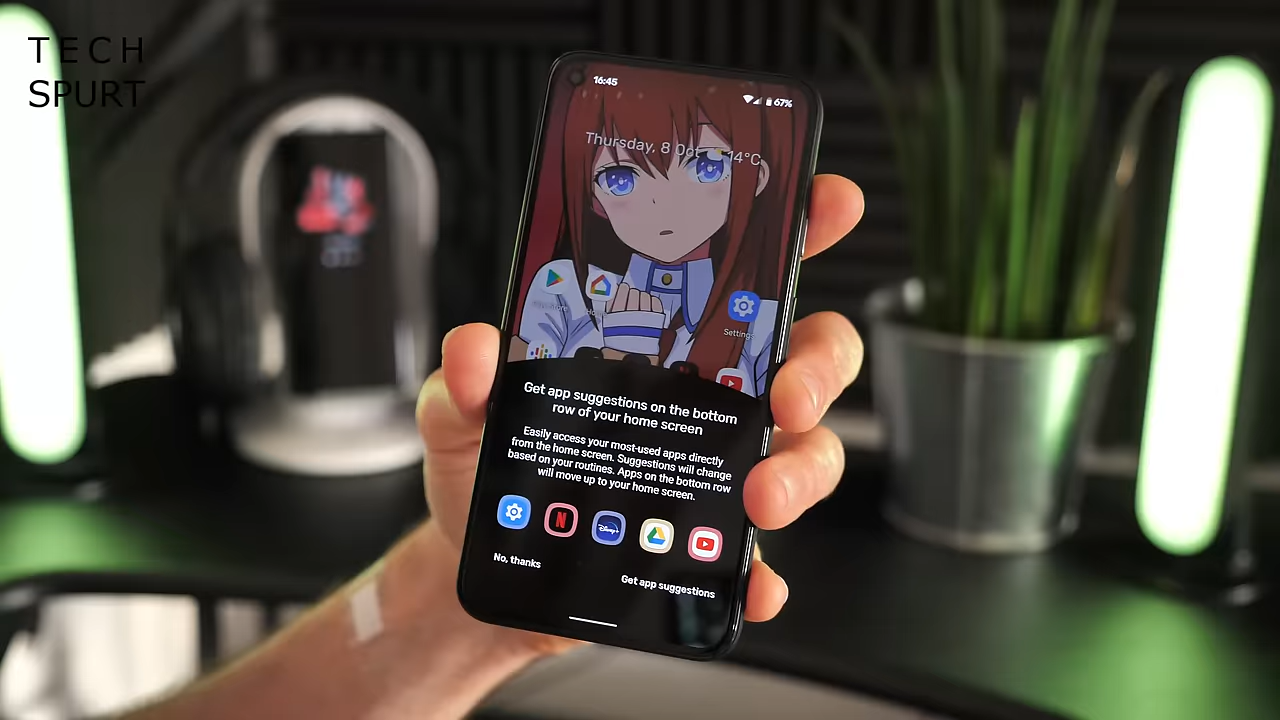 TECH
SPURT
16:45
67%
Thursday, 8 Oct
14°C
Settings
Get app suggestions on the bottom
row of your home screen
Easily access your most-used apps directly
from the home screen. Suggestions will change
based on your routines. Apps on the bottom row
will move up to your home screen.
N
Disney+
No, thanks
Get app suggestions